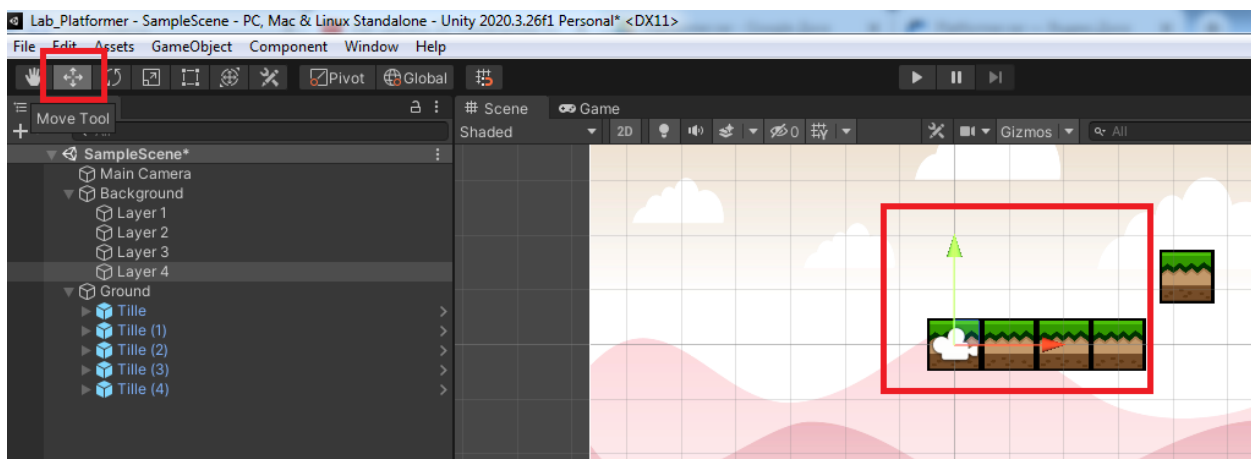 Lab_Platformer - SampleScene - PC, Mac & Linux Standalone - Unity 2020.3.26f1 Personal* <DX11>
File Edit Assets GameObject Component Window Help
Pivot Global
Move Tool
Scene Game
All
Shaded 2D 0 Gizmos All
SampleScene*
Main Camera
Background
Layer 1
Layer 2
Layer 3
Layer 4
Ground
Tille
Tille (1)
Tille (2)
Tille (3)
Tille (4)